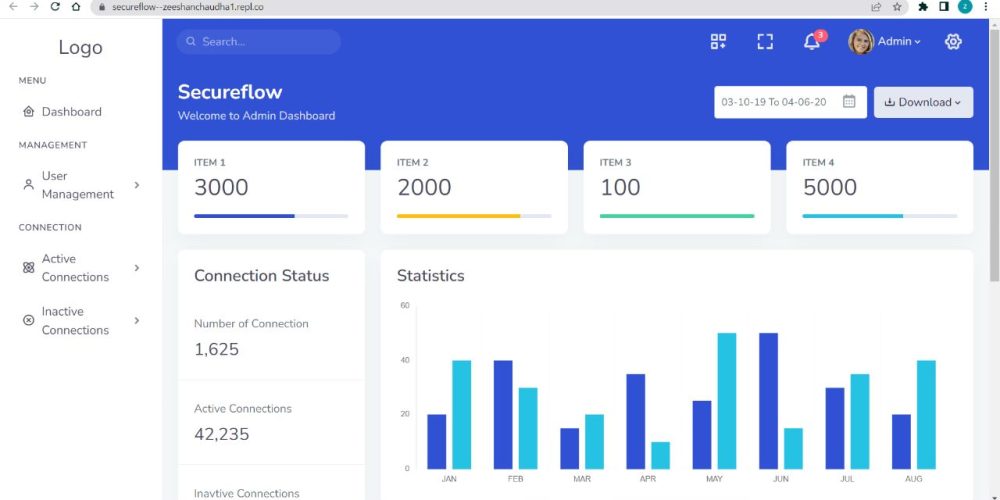 secureflow--zeeshanchaudha1.repl.co
Z
Logo
MENU
Dashboard
MANAGEMENT
User
Management
CONNECTION
Active
Connections
Inactive
Connections
Search...
3
Admin
Secureflow
Welcome to Admin Dashboard
03-10-19 To 04-06-20
Download
ITEM 1
3000
ITEM 2
2000
ITEM 3
100
ITEM 4
5000
Connection Status
Number of Connection
1,625
Active Connections
42,235
Inavtive Connections
Statistics
60
40
20
0
JAN FEB MAR APR MAY JUN JUL AUG